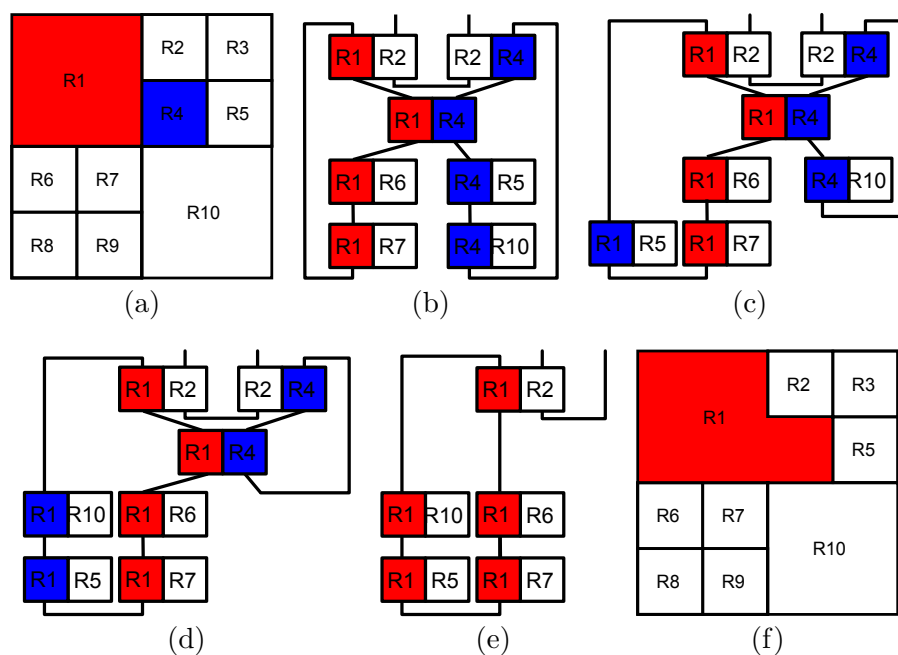 R1 R2 R3
R4 R5
R6 R7
R8 R9
R10
(a)
R1 R2 R2 R4
R1 R4
R1 R6 R4 R5
R1 R7 R4 R10
(b)
R1 R2 R2 R4
R1 R4
R1 R6 R4 R10
R1 R5 R1 R7
(c)
R1 R2 R2 R4
R1 R4
R1 R10 R1 R6
R1 R5 R1 R7
(d)
R1 R2
R1 R10 R1 R6
R1 R5 R1 R7
(e)
R1 R2 R3
R5
R6 R7
R8 R9
R10
(f)